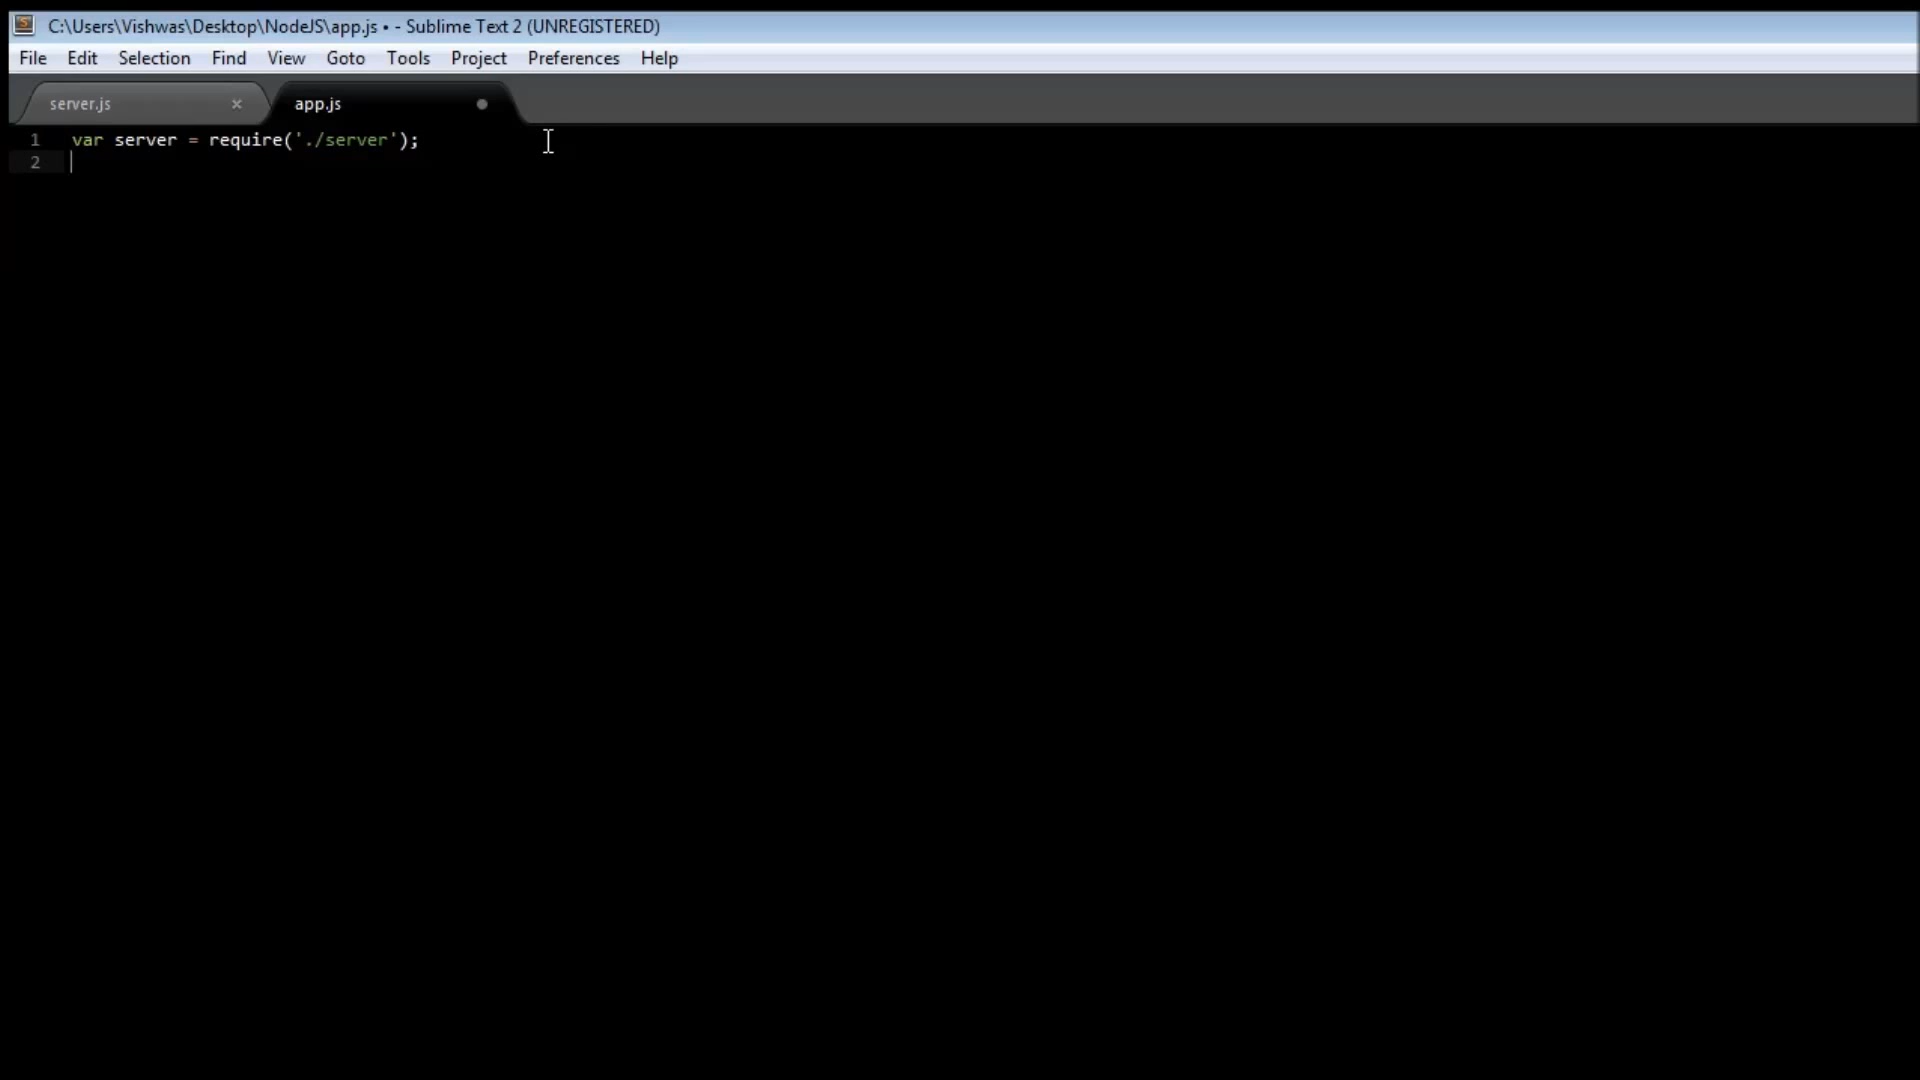 C:\Users\Vishwas\Desktop\NodeJS\app.js • - Sublime Text 2 (UNREGISTERED)
File Edit Selection Find View Goto Tools Project Preferences Help
server.js × app.js
1 var server = require('./server');
2